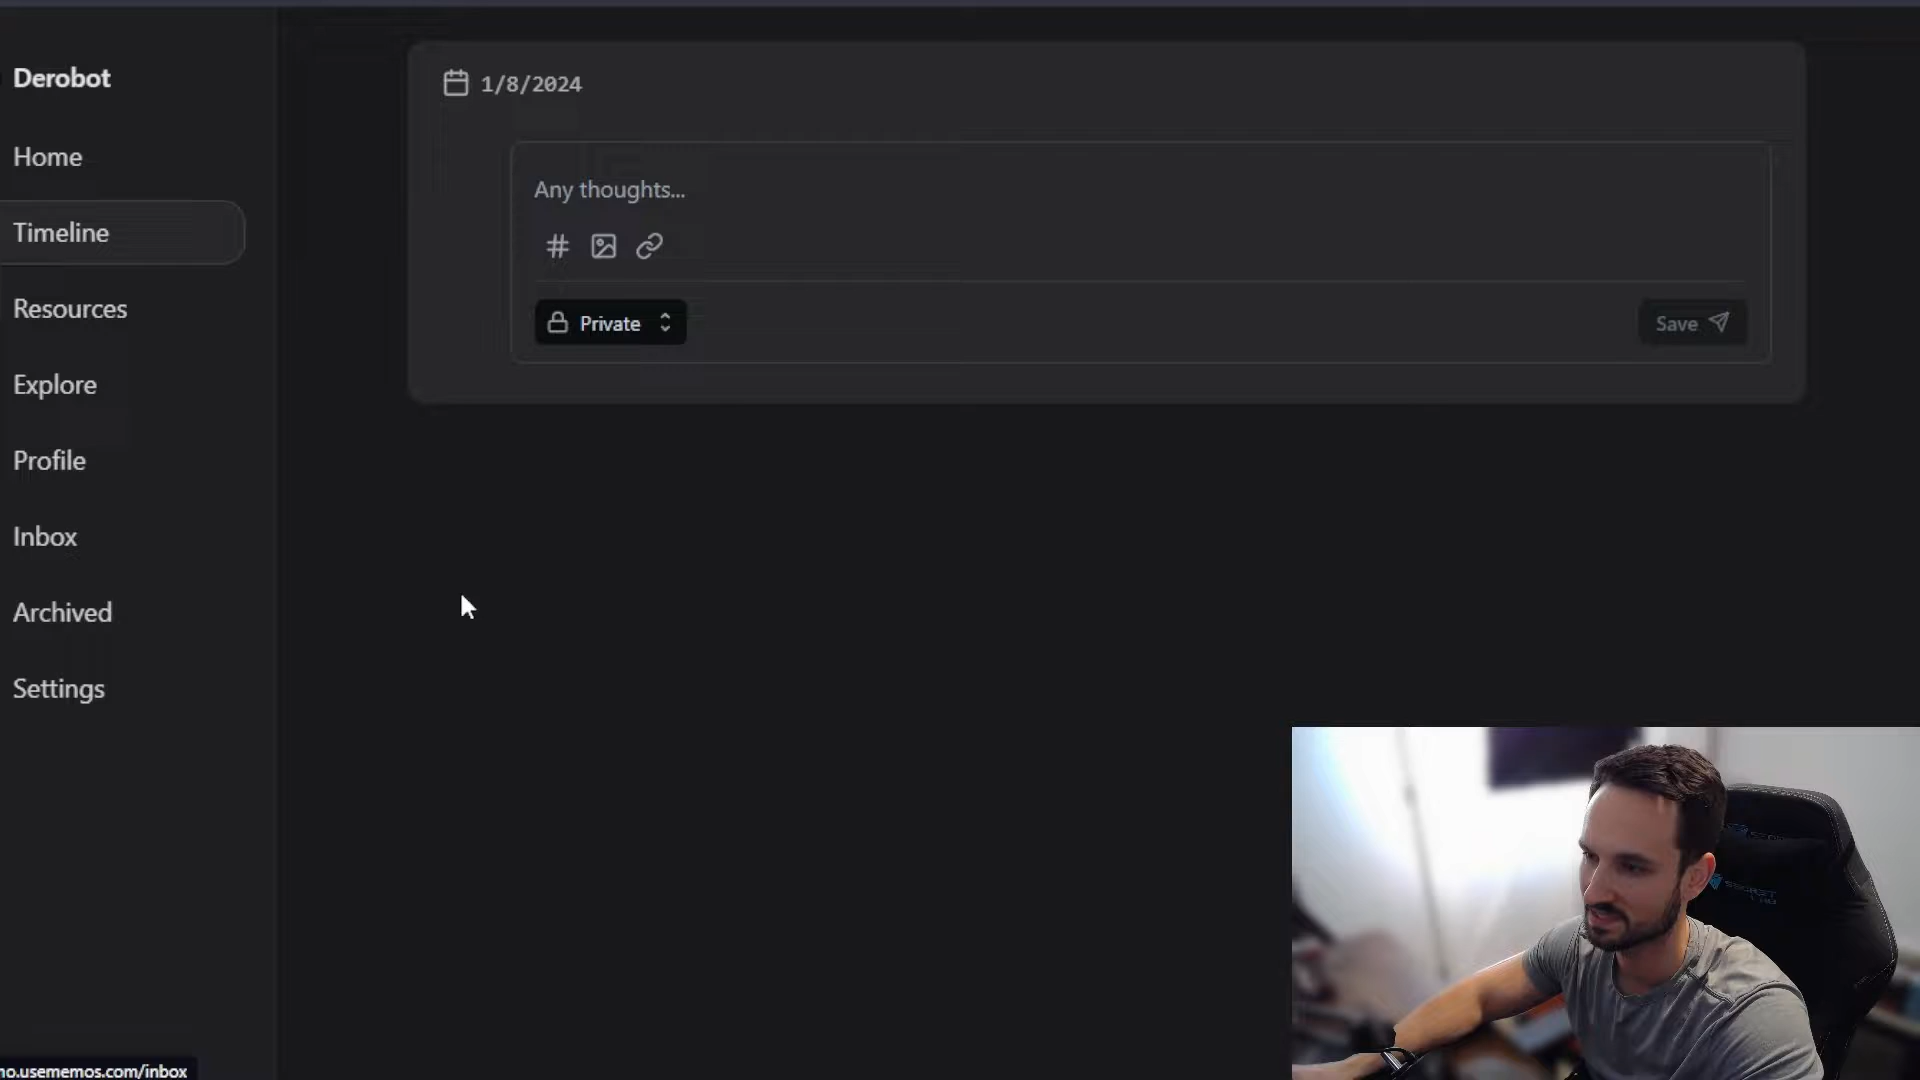 Derobot
Home
Timeline
Resources
Explore
Profile
Inbox
Archived
Settings
1/8/2024
Any thoughts...
Private
Save
no.usememos.com/inbox